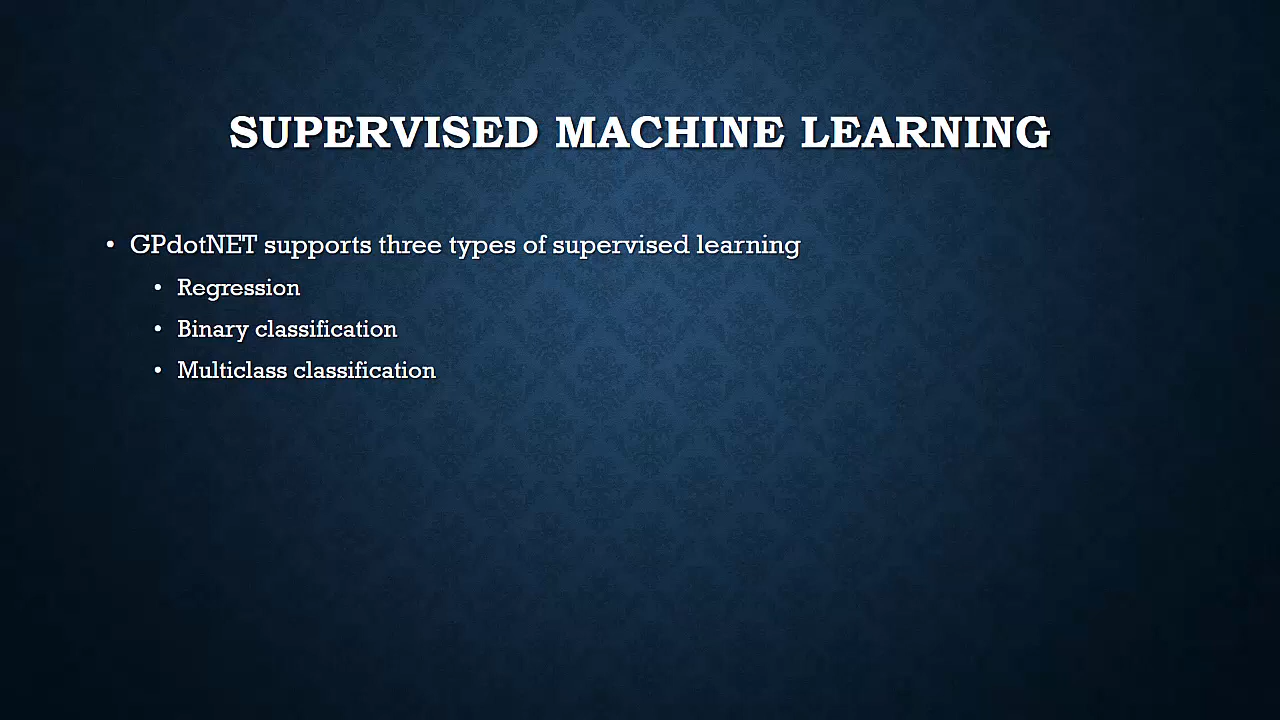 SUPERVISED MACHINE LEARNING
• GPdotNET supports three types of supervised learning
• Regression
• Binary classification
• Multiclass classification